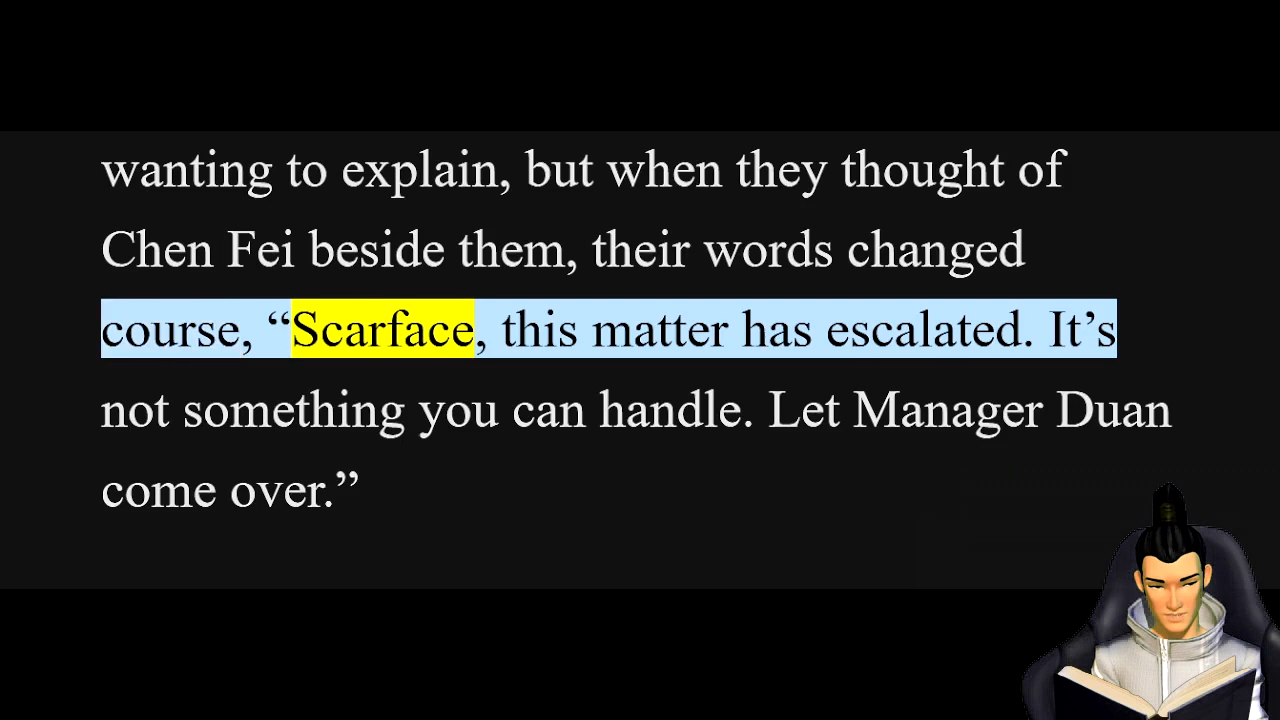 wanting to explain, but when they thought of
Chen Fei beside them, their words changed
course, “Scarface, this matter has escalated. It’s
not something you can handle. Let Manager Duan
come over.”